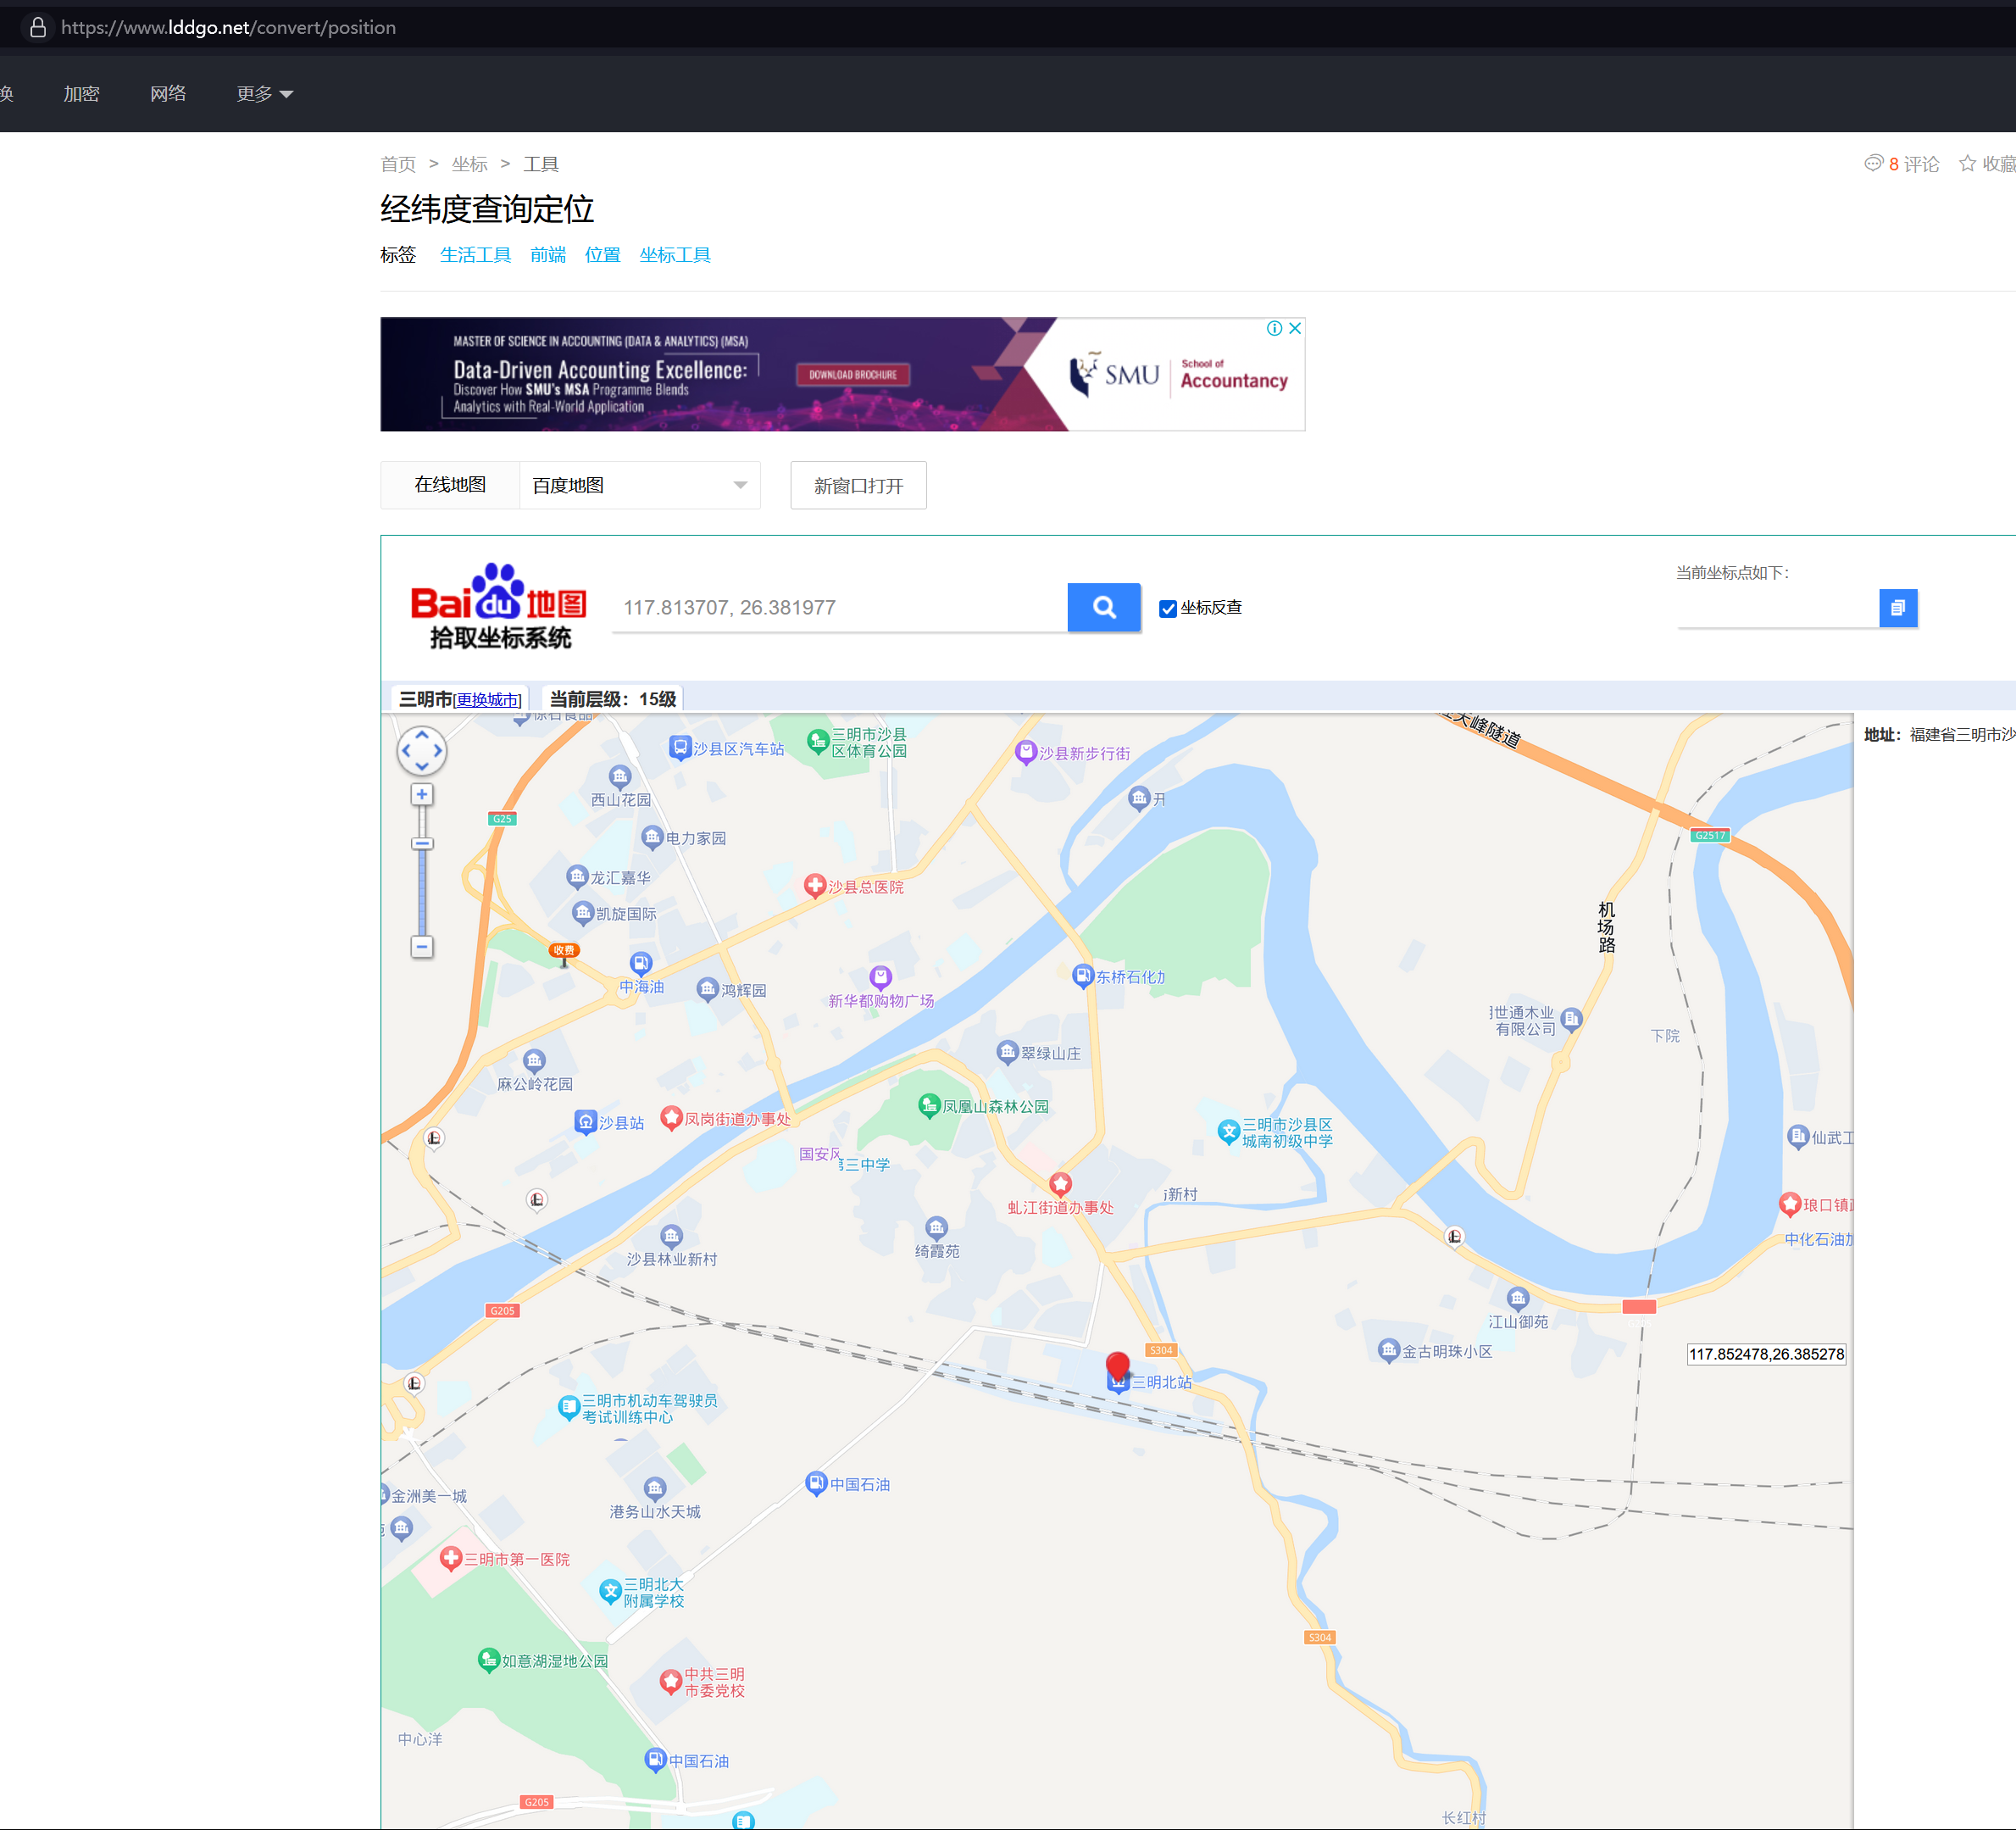 https://www.lddgo.net/convert/position
换 加密 网络 更多
首页 > 坐标 > 工具
8 评论 收藏
经纬度查询定位
标签 生活工具 前端 位置 坐标工具
MASTER OF SCIENCE IN ACCOUNTING (DATA & ANALYTICS) (MSA)
Data-Driven Accounting Excellence:
Discover How SMU's MSA Programme Blends
Analytics with Real-World Application
DOWNLOAD BROCHURE
SMU
School of
Accountancy
在线地图 百度地图 新窗口打开
当前坐标点如下:
Bai du 地图
拾取坐标系统
117.813707, 26.381977
坐标反查
三明市[更换城市] 当前层级：15级
地址：福建省三明市沙
沙县区汽车站
三明市沙县
区体育公园
沙县新步行街
西山花园
开
G25
G2517
电力家园
龙汇嘉华
沙县总医院
凯旋国际
机场路
收费
中海油
鸿辉园
新华都购物广场
东桥石化加
世通木业
有限公司
下院
翠绿山庄
麻公岭花园
凤凰山森林公园
沙县站
凤岗街道办事处
三明市沙县区
城南初级中学
仙武工
国安风
第三中学
新村
虬江街道办事处
琅口镇政
中化石油加
沙县林业新村
绮霞苑
G205
江山御苑
S304
金古明珠小区
117.852478,26.385278
三明北站
三明市机动车驾驶员
考试训练中心
金洲美一城
港务山水天城
中国石油
三明市第一医院
三明北大
附属学校
S304
如意湖湿地公园
中共三明
市委党校
中心洋
中国石油
G205
长红村